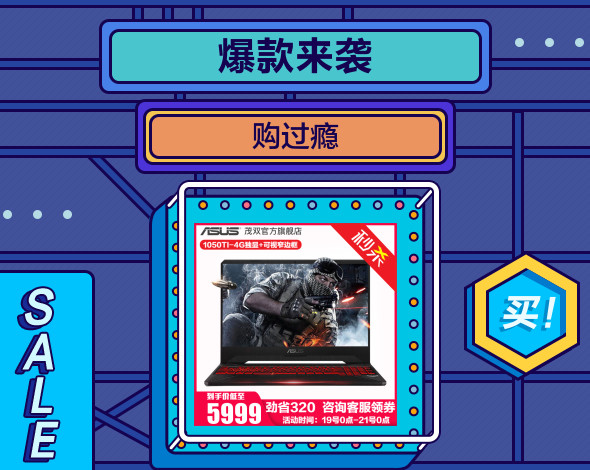 爆款来袭
购过瘾
ASUS 茂双官方旗舰店
1050TI-4G独显+可视窄边框
秒杀
买!
SALE
ASUS
到手价低至
5999 劲省320 咨询客服领券
活动时间:19号0点-21号0点